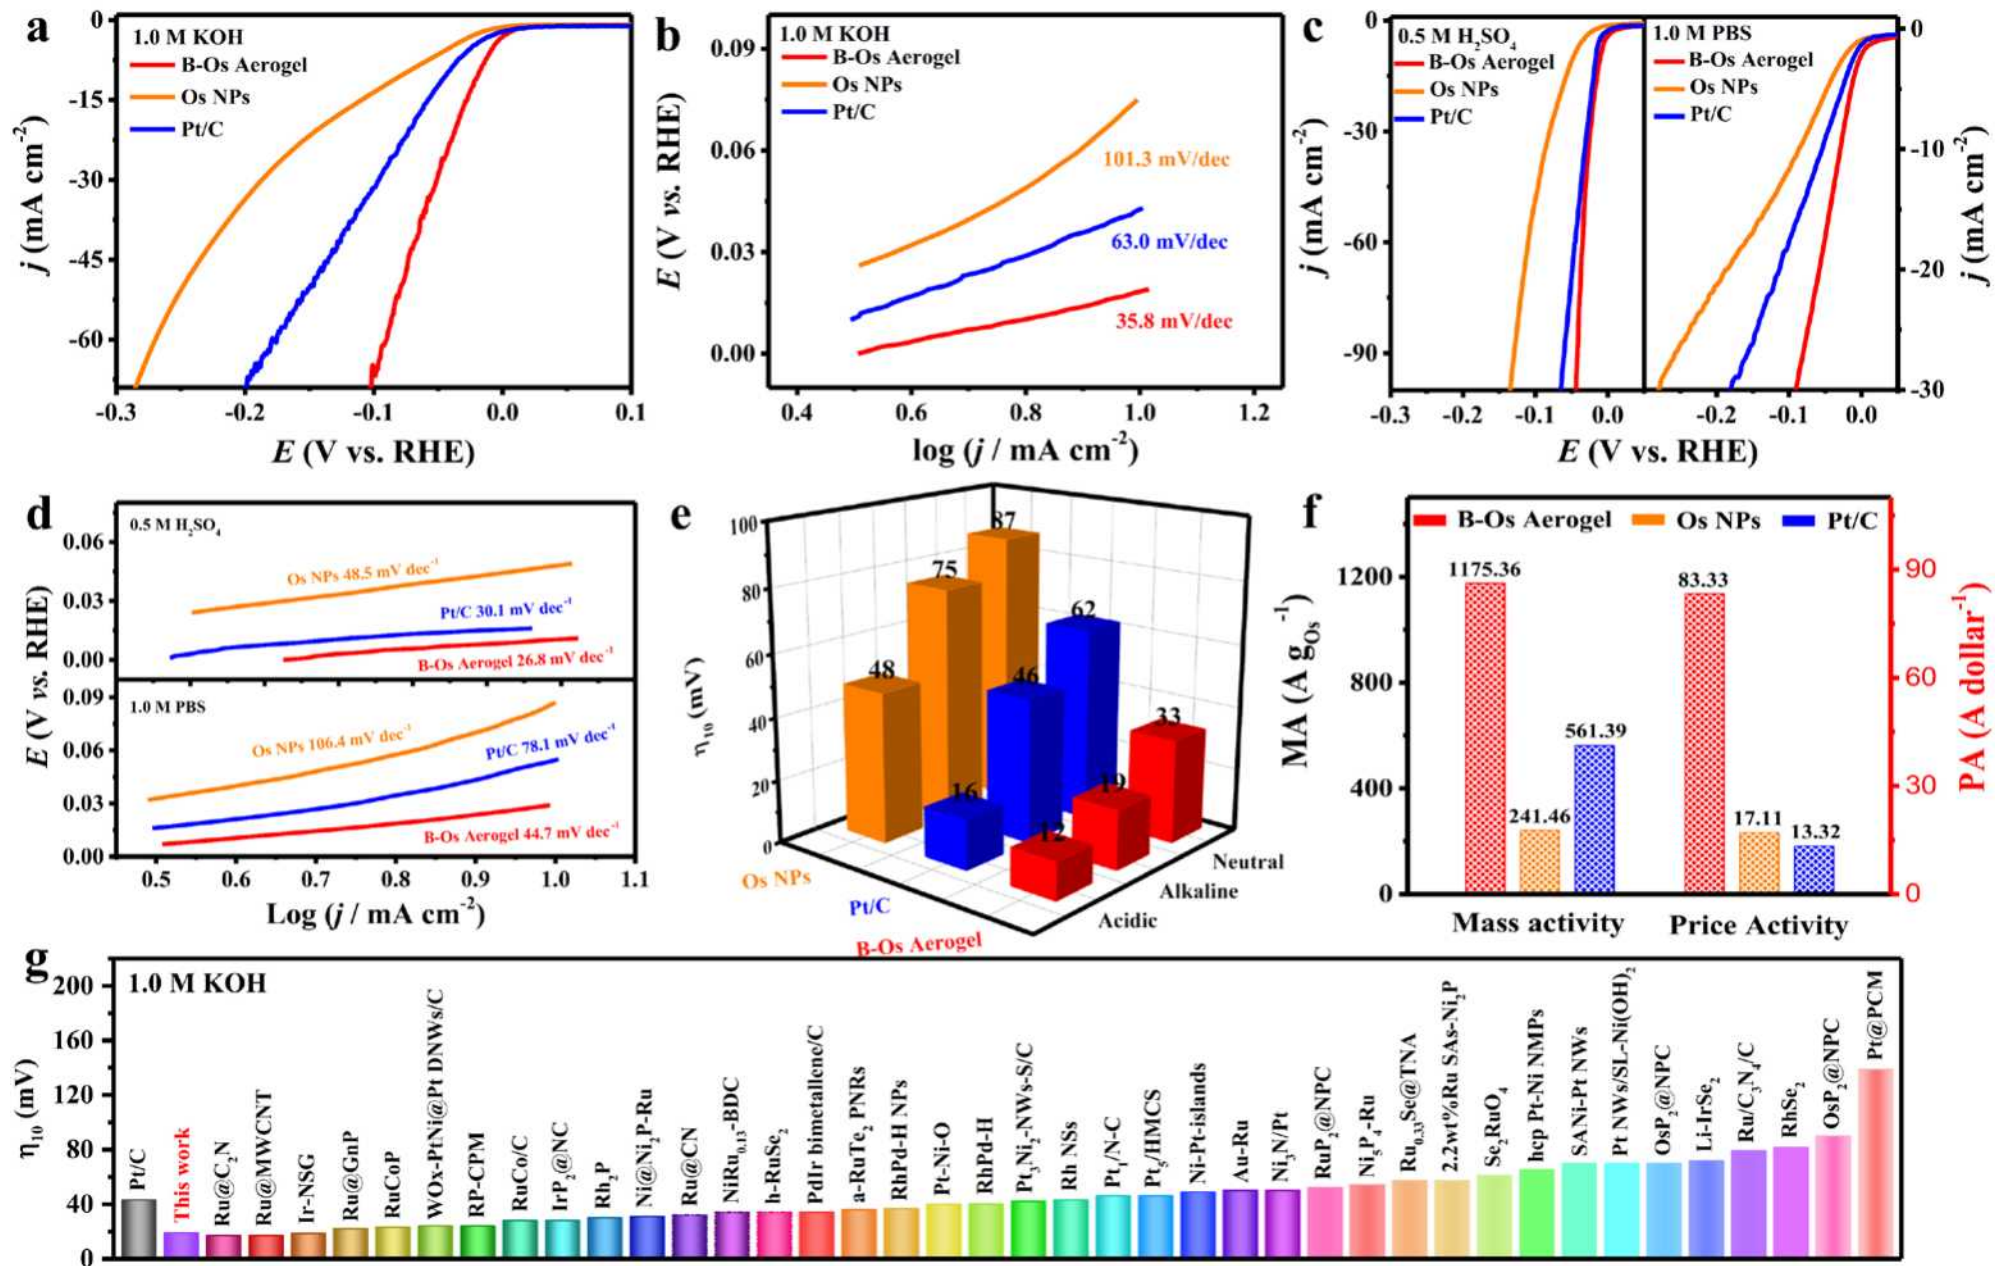 a
1.0 M KOH
B-Os Aerogel
Os NPs
Pt/C
0
-15
-30
-45
-60
j (mA cm⁻²)
-0.3 -0.2 -0.1 0.0 0.1
E (V vs. RHE)
b
1.0 M KOH
B-Os Aerogel
Os NPs
Pt/C
0.09
0.06
0.03
0.00
E (V vs. RHE)
101.3 mV/dec
63.0 mV/dec
35.8 mV/dec
0.4 0.6 0.8 1.0 1.2
log (j / mA cm⁻²)
c
0.5 M H₂SO₄
B-Os Aerogel
Os NPs
Pt/C
1.0 M PBS
B-Os Aerogel
Os NPs
Pt/C
0
-30
-60
-90
j (mA cm⁻²)
0
-10
-20
-30
j (mA cm⁻²)
-0.3 -0.2 -0.1 0.0 -0.2 -0.1 0.0
E (V vs. RHE)
d
0.5 M H₂SO₄
0.06
0.03
0.00
Os NPs 48.5 mV dec⁻¹
Pt/C 30.1 mV dec⁻¹
B-Os Aerogel 26.8 mV dec⁻¹
1.0 M PBS
0.09
0.06
0.03
0.00
Os NPs 106.4 mV dec⁻¹
Pt/C 78.1 mV dec⁻¹
B-Os Aerogel 44.7 mV dec⁻¹
E (V vs. RHE)
0.5 0.6 0.7 0.8 0.9 1.0 1.1
Log (j / mA cm⁻²)
e
100
80
60
40
20
0
η₁₀ (mV)
87
75
62
48
46
33
19
16
12
Os NPs
Pt/C
B-Os Aerogel
Neutral
Alkaline
Acidic
f
B-Os Aerogel Os NPs Pt/C
1200
800
400
0
MA (A g_Os⁻¹)
1175.36
241.46
561.39
83.33
17.11
13.32
90
60
30
0
PA (A dollar⁻¹)
Mass activity Price Activity
g
1.0 M KOH
200
160
120
80
40
0
η₁₀ (mV)
Pt/C
This work
Ru@C₂N
Ru@MWCNT
Ir-NSG
Ru@GnP
RuCoP
WOx-PtNi@Pt DNWs/C
RP-CPM
RuCo/C
IrP₂@NC
Rh₂P
Ni@Ni₂P-Ru
Ru@CN
NiRu₀.₁₃-BDC
h-RuSe₂
PdIr bimetallene/C
a-RuTe₂ PNRs
RhPd-H NPs
Pt-Ni-O
RhPd-H
Pt₃Ni₂-NWs-S/C
Rh NSs
Pt₁/N-C
Pt₅/HMCS
Ni-Pt-islands
Au-Ru
Ni₃N/Pt
RuP₂@NPC
Ni₅P₄-Ru
Ru₀.₃₃Se@TNA
2.2wt%Ru SAs-Ni₂P
Se₂RuO₄
hcp Pt-Ni NMPs
SANi-Pt NWs
Pt NWs/SL-Ni(OH)₂
OsP₂@NPC
Li-IrSe₂
Ru/C₃N₄/C
RhSe₂
OsP₂@NPC
Pt@PCM